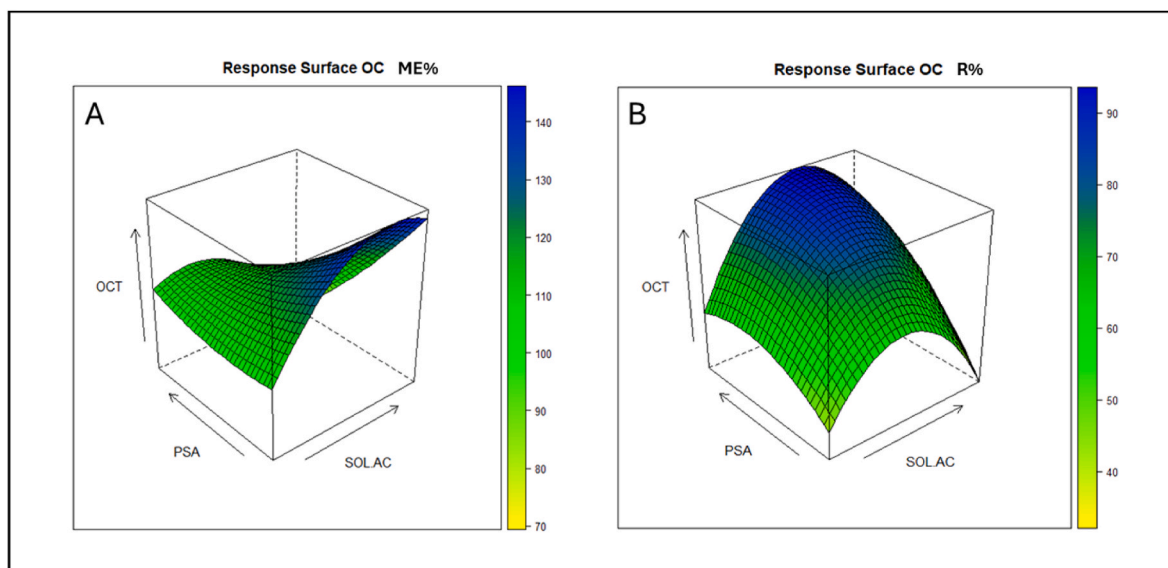 Response Surface OC ME%
A
OCT
PSA
SOL.AC
140
130
120
110
100
90
80
70
Response Surface OC R%
B
OCT
PSA
SOL.AC
90
80
70
60
50
40